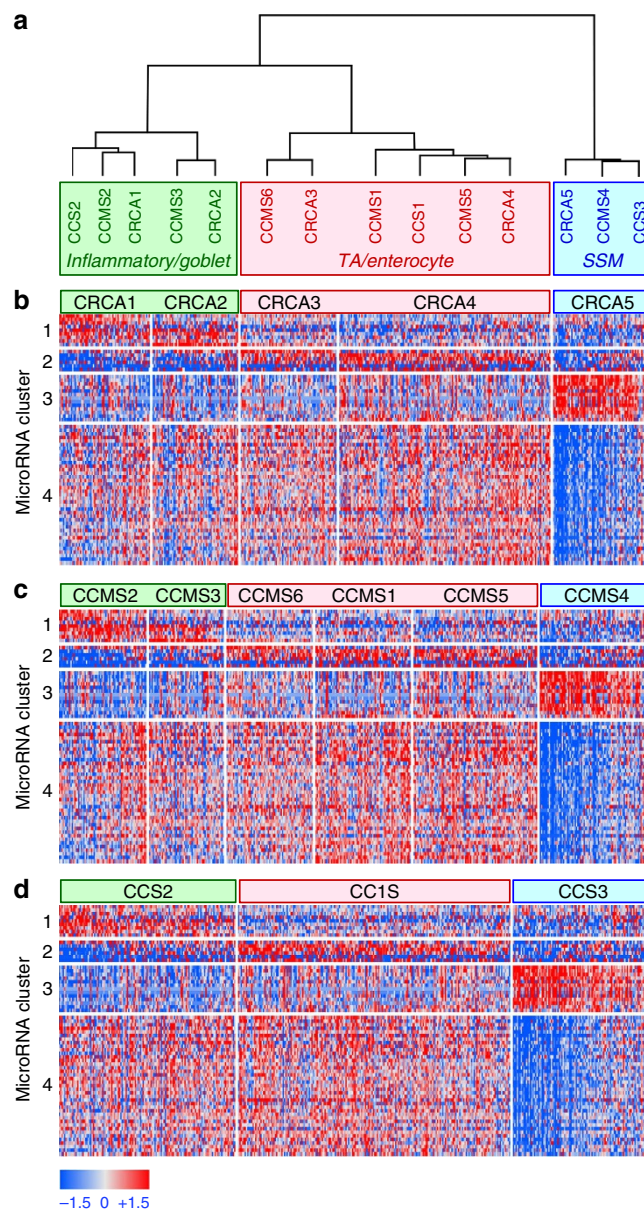 a
CCS2
CCMS2
CRCA1
CCMS3
CRCA2
CCMS6
CRCA3
CCMS1
CCS1
CCMS5
CRCA4
CRCA5
CCMS4
CCS3
Inflammatory/goblet
TA/enterocyte
SSM
b
CRCA1 CRCA2 CRCA3 CRCA4 CRCA5
MicroRNA cluster
1
2
3
4
c
CCMS2 CCMS3 CCMS6 CCMS1 CCMS5 CCMS4
MicroRNA cluster
1
2
3
4
d
CCS2 CC1S CCS3
MicroRNA cluster
1
2
3
4
–1.5 0 +1.5